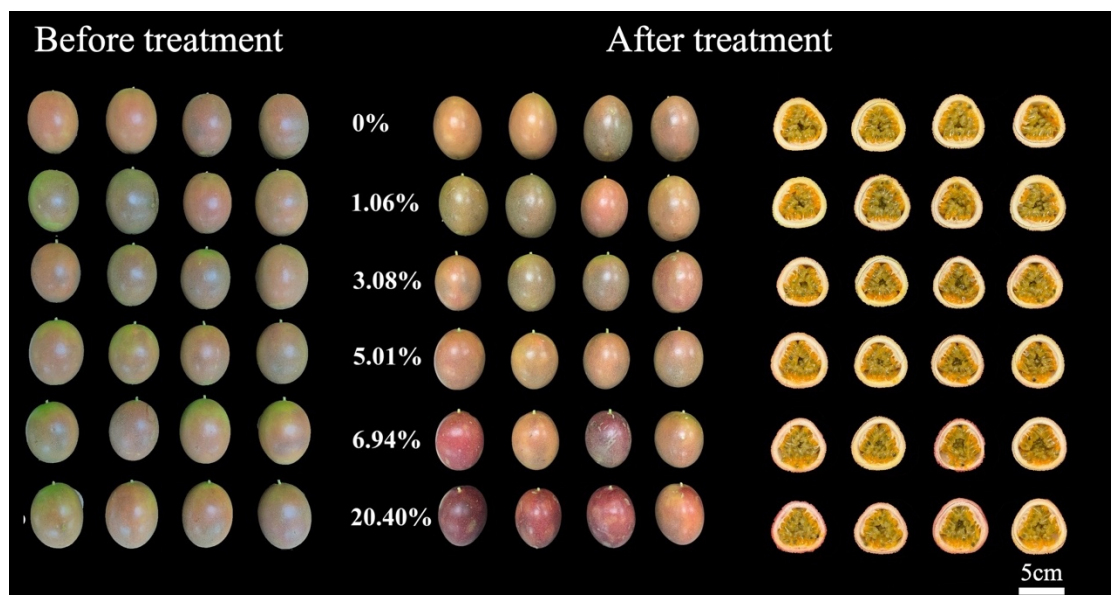 Before treatment
After treatment
0%
1.06%
3.08%
5.01%
6.94%
20.40%
5cm